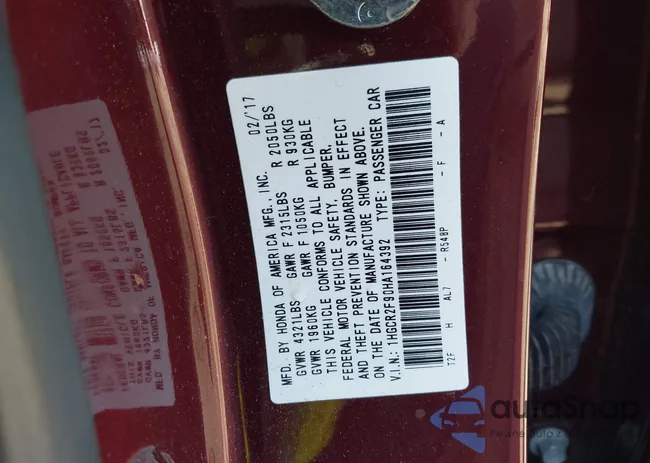 MFD. BY HONDA OF AMERICA MFG., INC. 02/'17
GVWR 4321LBS GAWR F 2315LBS R 2050LBS
GVWR 1960KG GAWR F 1050KG R 930KG
THIS VEHICLE CONFORMS TO ALL APPLICABLE
FEDERAL MOTOR VEHICLE SAFETY, BUMPER,
AND THEFT PREVENTION STANDARDS IN EFFECT
ON THE DATE OF MANUFACTURE SHOWN ABOVE.
V.I.N.: 1HGCR2F90HA164392 TYPE: PASSENGER CAR
T2F H AL7 - R548P - F - A
autoSnap